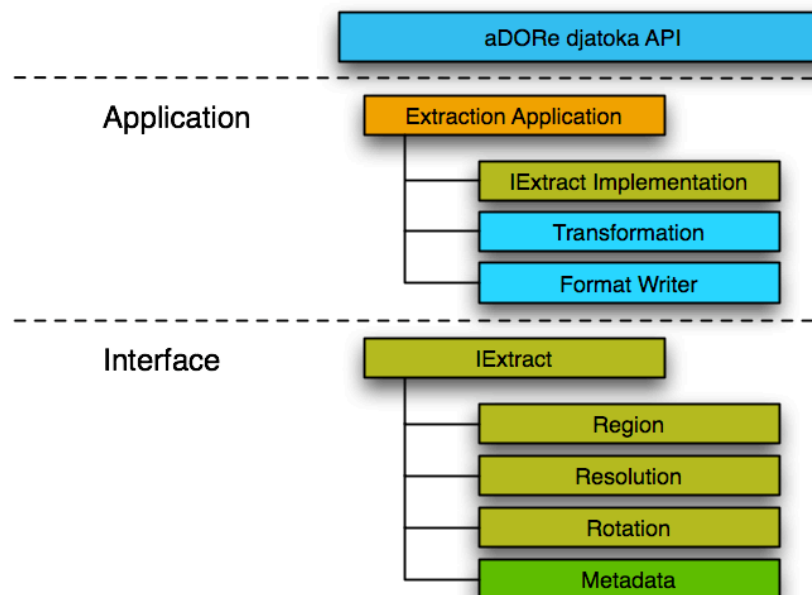 aDORe djatoka API
Application
Extraction Application
IExtract Implementation
Transformation
Format Writer
Interface
IExtract
Region
Resolution
Rotation
Metadata